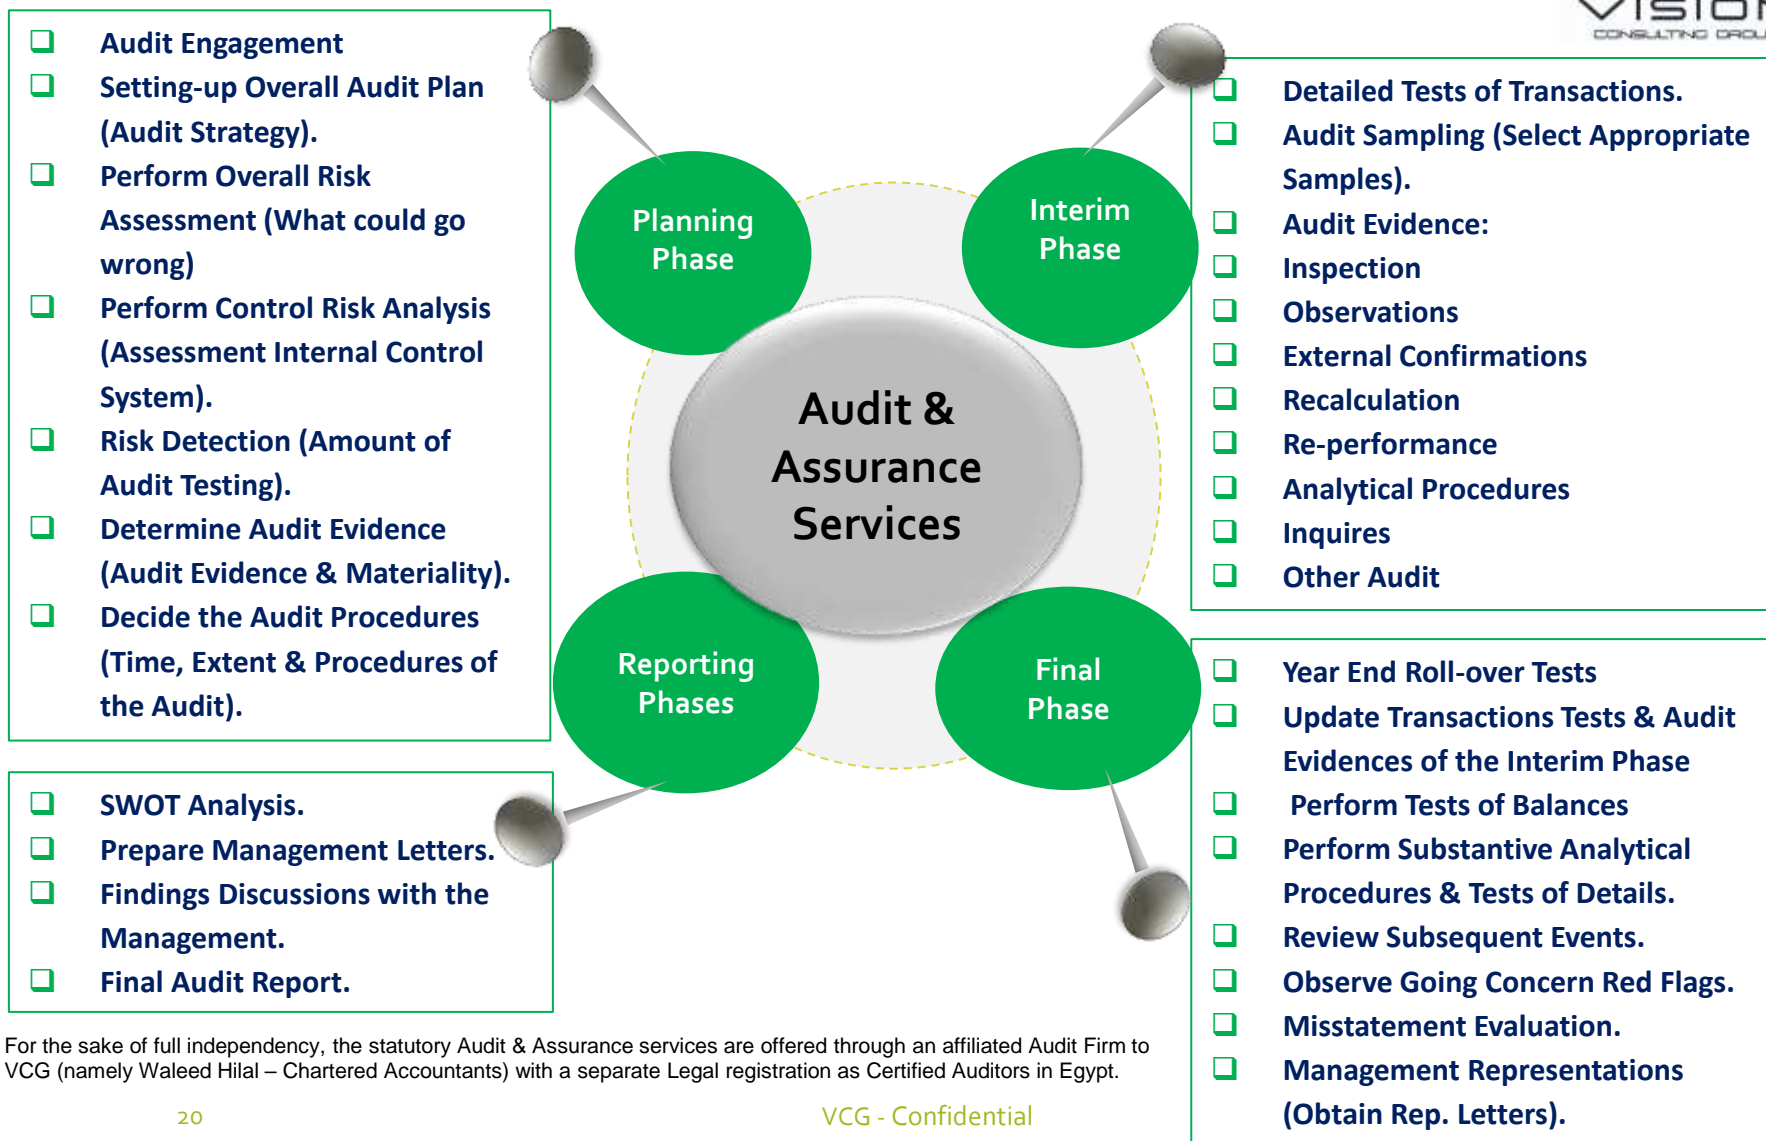 VISION
CONSULTING GROUP
Audit Engagement
Setting-up Overall Audit Plan
(Audit Strategy).
Perform Overall Risk
Assessment (What could go
wrong)
Perform Control Risk Analysis
(Assessment Internal Control
System).
Risk Detection (Amount of
Audit Testing).
Determine Audit Evidence
(Audit Evidence & Materiality).
Decide the Audit Procedures
(Time, Extent & Procedures of
the Audit).
Planning
Phase
Interim
Phase
Detailed Tests of Transactions.
Audit Sampling (Select Appropriate
Samples).
Audit Evidence:
Inspection
Observations
External Confirmations
Recalculation
Re-performance
Analytical Procedures
Inquires
Other Audit
Audit &
Assurance
Services
Reporting
Phases
Final
Phase
SWOT Analysis.
Prepare Management Letters.
Findings Discussions with the
Management.
Final Audit Report.
Year End Roll-over Tests
Update Transactions Tests & Audit
Evidences of the Interim Phase
Perform Tests of Balances
Perform Substantive Analytical
Procedures & Tests of Details.
Review Subsequent Events.
Observe Going Concern Red Flags.
Misstatement Evaluation.
Management Representations
(Obtain Rep. Letters).
For the sake of full independency, the statutory Audit & Assurance services are offered through an affiliated Audit Firm to
VCG (namely Waleed Hilal – Chartered Accountants) with a separate Legal registration as Certified Auditors in Egypt.
20
VCG - Confidential